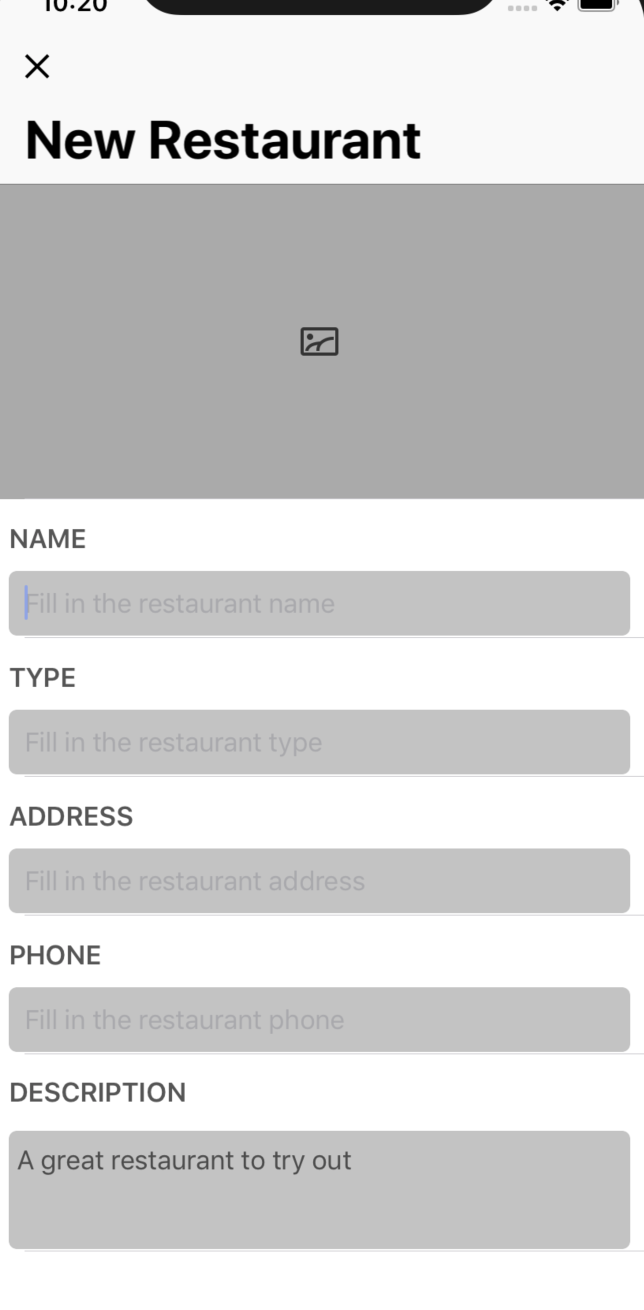 10:20
New Restaurant
NAME
Fill in the restaurant name
TYPE
Fill in the restaurant type
ADDRESS
Fill in the restaurant address
PHONE
Fill in the restaurant phone
DESCRIPTION
A great restaurant to try out